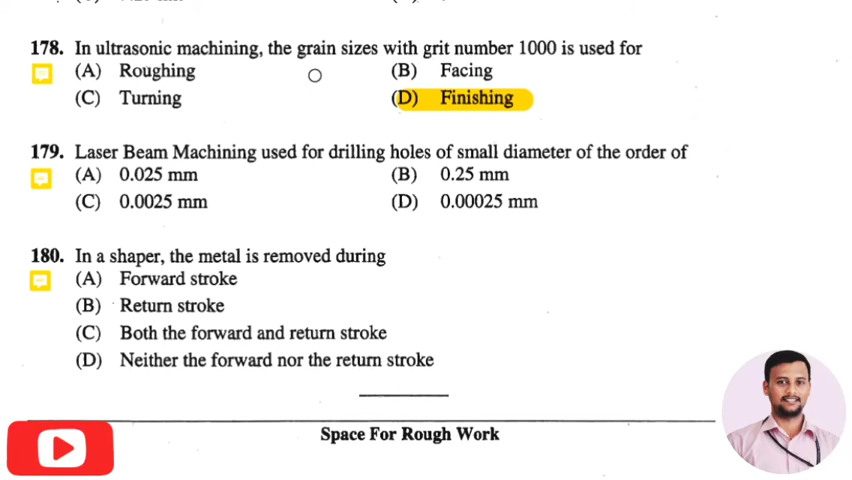 178. In ultrasonic machining, the grain sizes with grit number 1000 is used for
(A) Roughing (B) Facing
(C) Turning (D) Finishing
179. Laser Beam Machining used for drilling holes of small diameter of the order of
(A) 0.025 mm (B) 0.25 mm
(C) 0.0025 mm (D) 0.00025 mm
180. In a shaper, the metal is removed during
(A) Forward stroke
(B) Return stroke
(C) Both the forward and return stroke
(D) Neither the forward nor the return stroke
Space For Rough Work